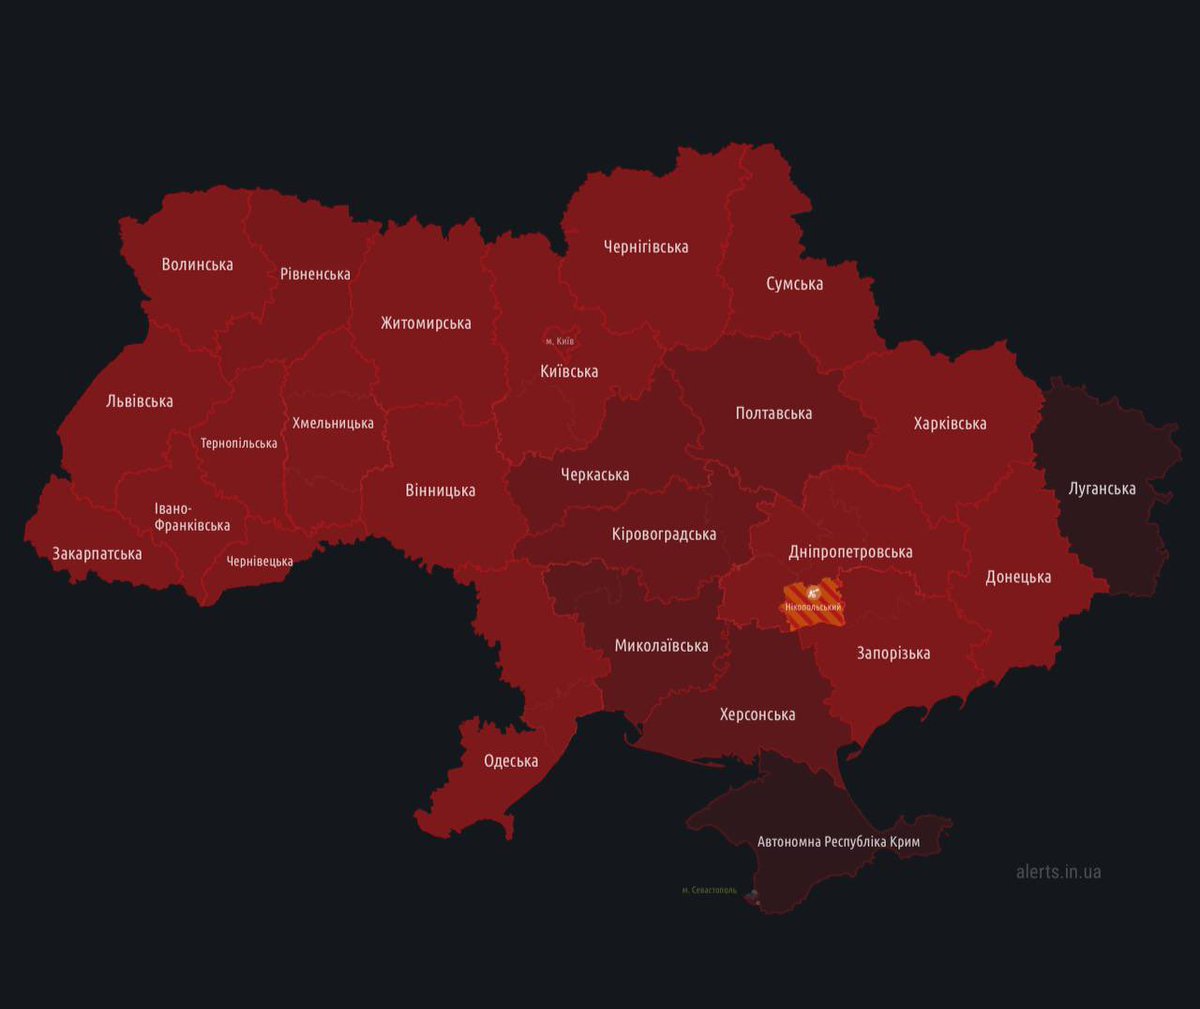 Чернігівська
Волинська
Рівненська
Сумська
Житомирська
м. Київ
Київська
Львівська
Полтавська
Хмельницька
Харківська
Тернопільська
Черкаська
Вінницька
Луганська
Івано-
Франківська
Кіровоградська
Закарпатська
Чернівецька
Дніпропетровська
Донецька
Нікопольський
Миколаївська
Запорізька
Херсонська
Одеська
Автономна Республіка Крим
alerts.in.ua
м. Севастополь